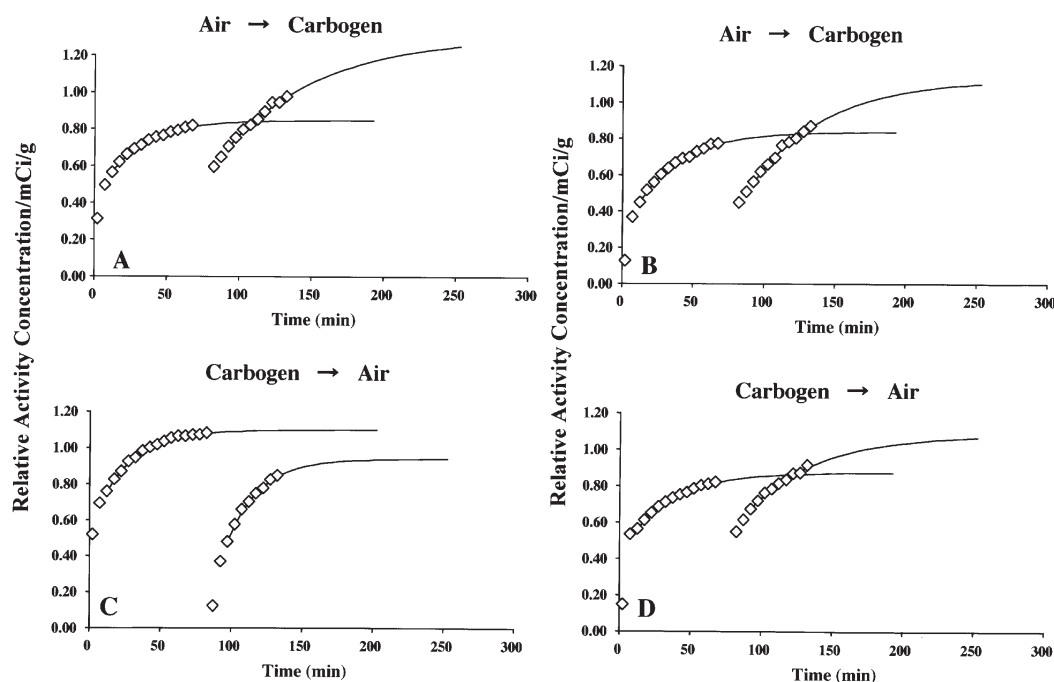 Air → Carbogen
1.20
1.00
0.80
0.60
0.40
0.20
0.00
A
0 50 100 150 200 250 300
Time (min)
Air → Carbogen
1.20
1.00
0.80
0.60
0.40
0.20
0.00
B
0 50 100 150 200 250 300
Time (min)
Relative Activity Concentration/mCi/g
Relative Activity Concentration/mCi/g
Carbogen → Air
1.20
1.00
0.80
0.60
0.40
0.20
0.00
C
0 50 100 150 200 250 300
Time (min)
Carbogen → Air
1.20
1.00
0.80
0.60
0.40
0.20
0.00
D
0 50 100 150 200 250 300
Time (min)